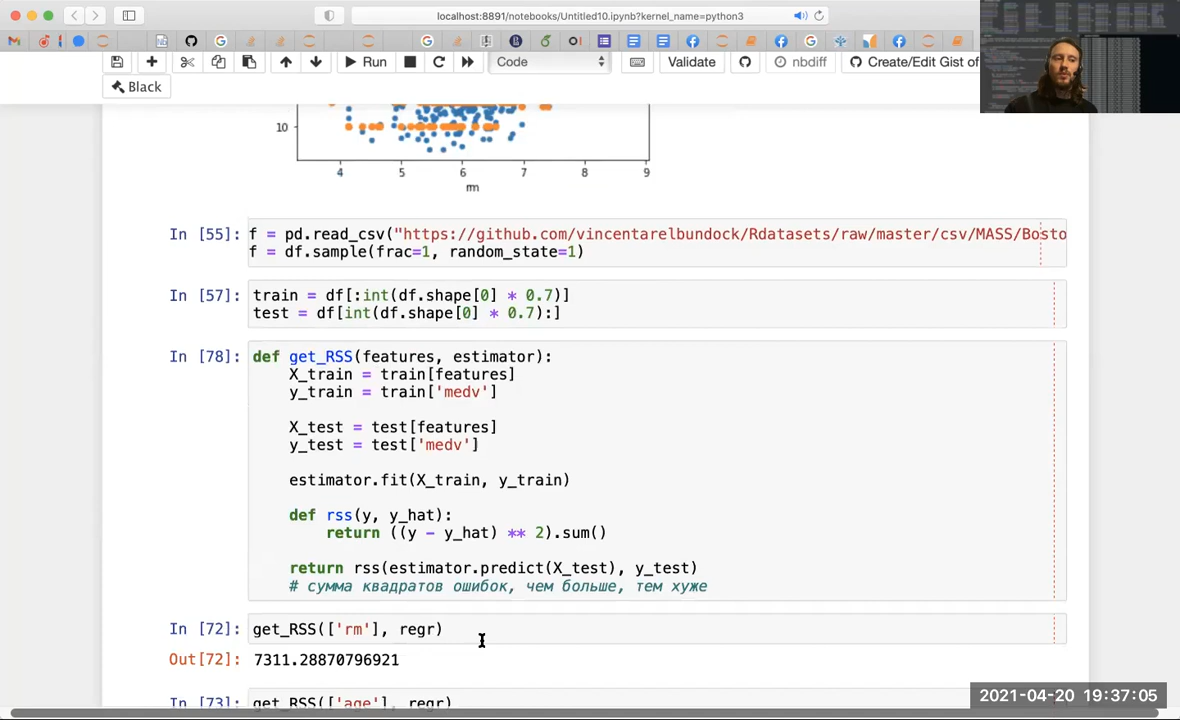 localhost:8891/notebooks/Untitled10.ipynb?kernel_name=python3
Run
Code
Validate
nbdiff
Create/Edit Gist of
Black
10
4 5 6 7 8 9
rm
In [55]: f = pd.read_csv("https://github.com/vincentarelbundock/Rdatasets/raw/master/csv/MASS/Bosto
f = df.sample(frac=1, random_state=1)
In [57]: train = df[:int(df.shape[0] * 0.7)]
test = df[int(df.shape[0] * 0.7):]
In [78]: def get_RSS(features, estimator):
X_train = train[features]
y_train = train['medv']
X_test = test[features]
y_test = test['medv']
estimator.fit(X_train, y_train)
def rss(y, y_hat):
return ((y - y_hat) ** 2).sum()
return rss(estimator.predict(X_test), y_test)
# сумма квадратов ошибок, чем больше, тем хуже
In [72]: get_RSS(['rm'], regr)
Out[72]: 7311.28870796921
In [73]: get_RSS(['age'], regr)
2021-04-20 19:37:05